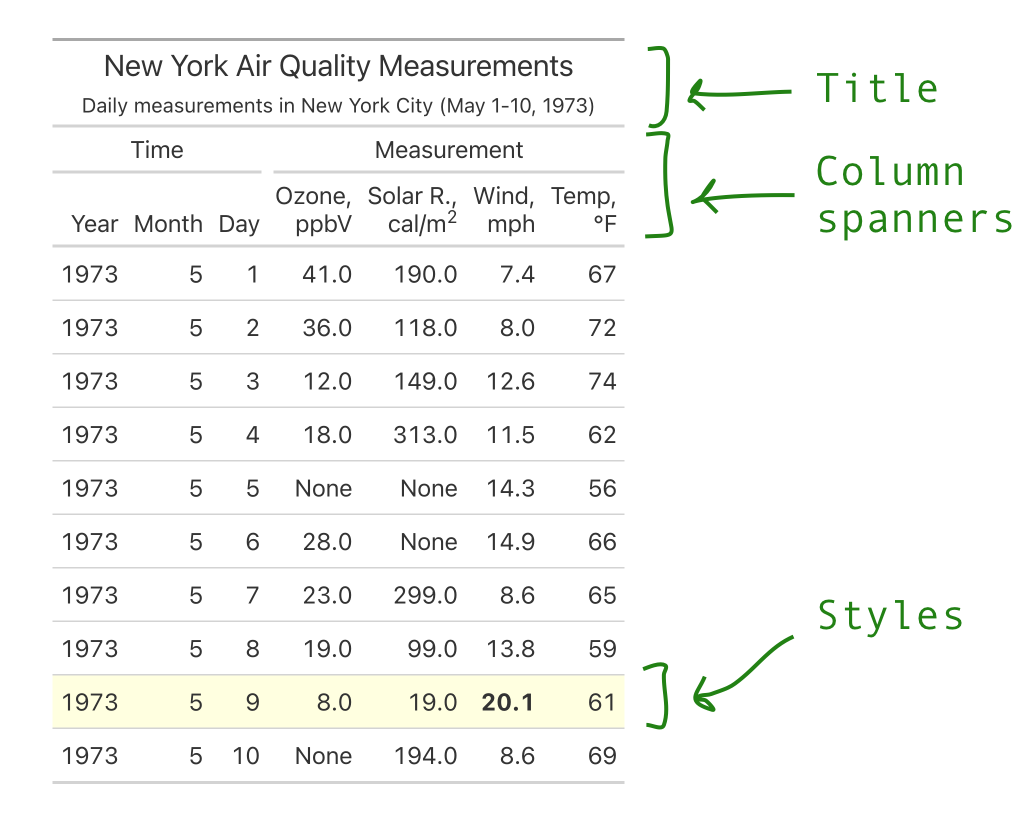 New York Air Quality Measurements
Daily measurements in New York City (May 1-10, 1973)
Title
Time Measurement
Column
spanners
Ozone, Solar R., Wind, Temp,
Year Month Day ppbV cal/m² mph °F
1973 5 1 41.0 190.0 7.4 67
1973 5 2 36.0 118.0 8.0 72
1973 5 3 12.0 149.0 12.6 74
1973 5 4 18.0 313.0 11.5 62
1973 5 5 None None 14.3 56
1973 5 6 28.0 None 14.9 66
1973 5 7 23.0 299.0 8.6 65
Styles
1973 5 8 19.0 99.0 13.8 59
1973 5 9 8.0 19.0 20.1 61
1973 5 10 None 194.0 8.6 69